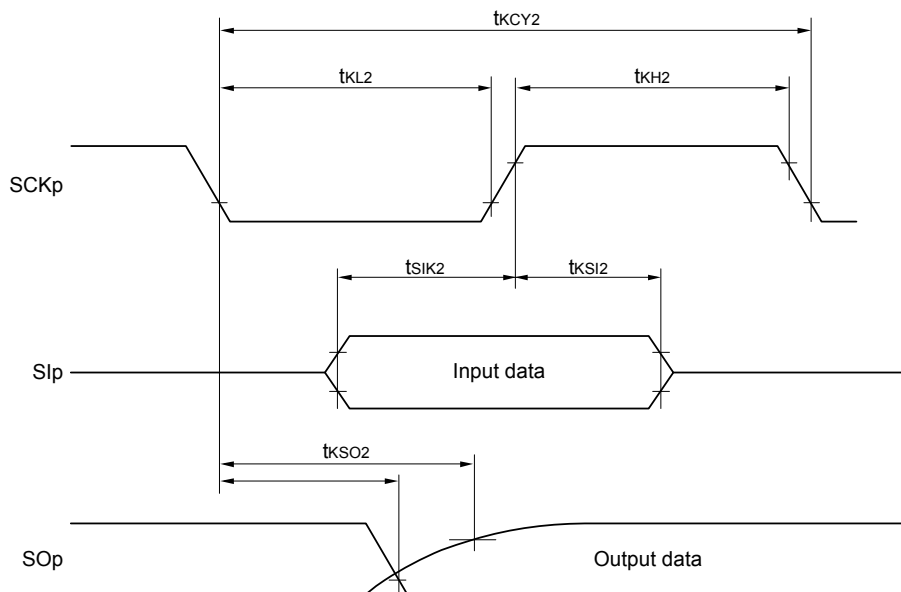 tKCY2
tKL2
tKH2
SCKp
tSIK2
tKSI2
SIp
Input data
tKSO2
SOp
Output data